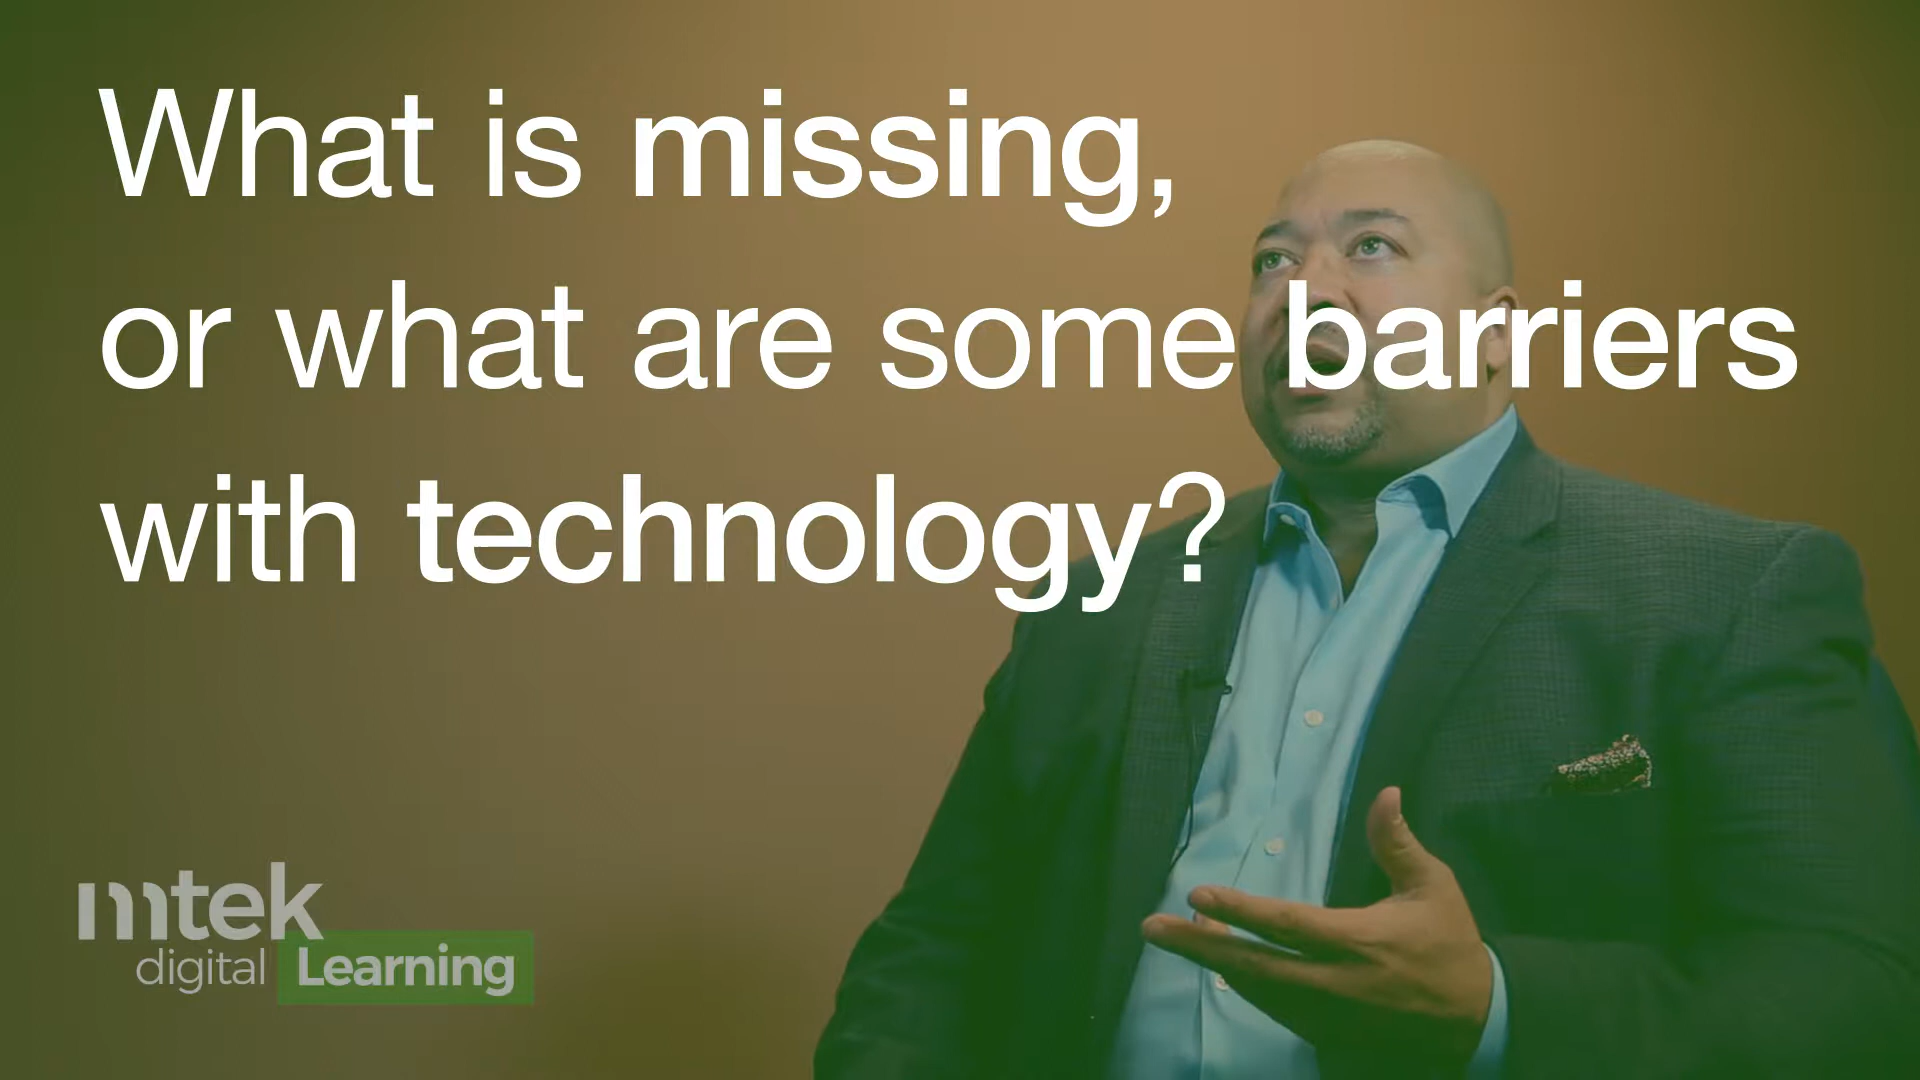 What is missing,
or what are some barriers
with technology?
mtek
digital Learning